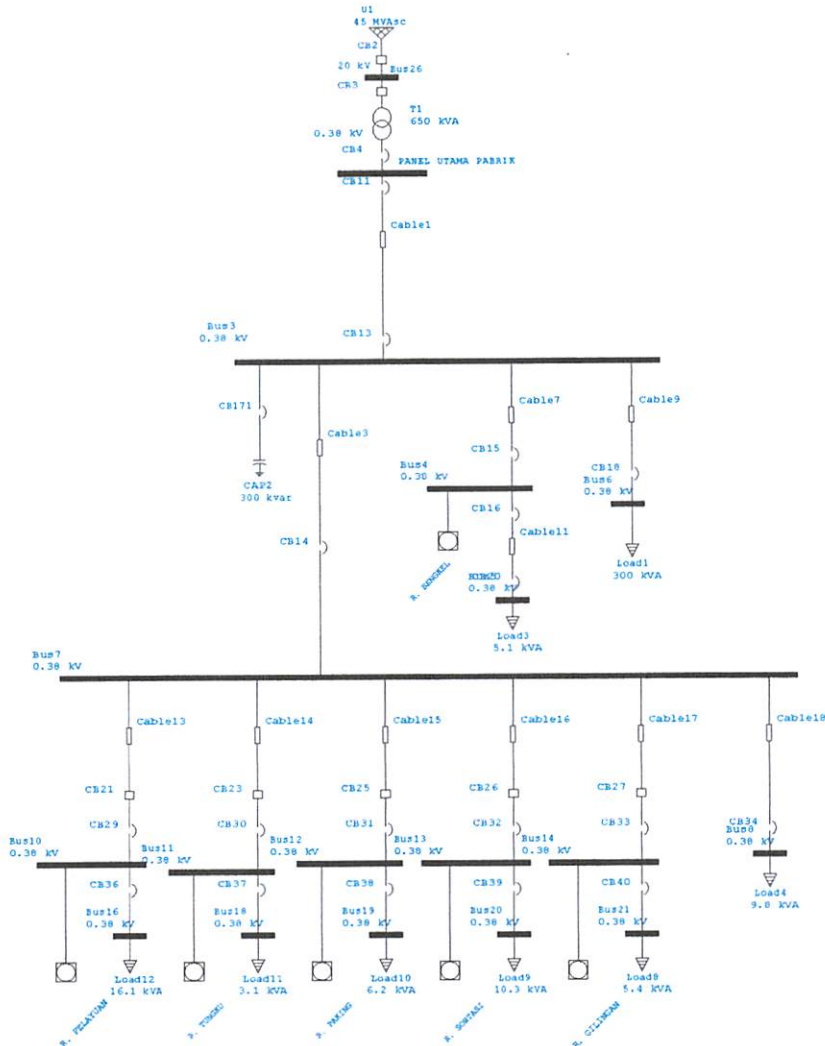 U1
45 MVAsc
CB2
20 kV
Bus26
CB3
T1
650 kVA
0.38 kV
CB4
PANEL UTAMA PABRIK
CB11
Cable1
Bus3
0.38 kV
CB13
CB171
Cable3
Cable7
Cable9
CAP2
300 kvar
CB15
Bus4
0.38 kV
CB18
Bus6
0.38 kV
CB16
CB14
Cable11
R. BENGKEL
0.38 kV
Load1
300 kVA
Load3
5.1 kVA
Bus7
0.38 kV
Cable13
Cable14
Cable15
Cable16
Cable17
Cable18
CB21
CB23
CB25
CB26
CB27
CB29
CB30
CB31
CB32
CB33
CB34
Bus10
0.38 kV
Bus11
0.38 kV
Bus12
0.38 kV
Bus13
0.38 kV
Bus14
0.38 kV
Bus8
0.38 kV
CB36
CB37
CB38
CB39
CB40
Load4
9.8 kVA
Bus16
0.38 kV
Bus18
0.38 kV
Bus19
0.38 kV
Bus20
0.38 kV
Bus21
0.38 kV
Load12
16.1 kVA
Load11
3.1 kVA
Load10
6.2 kVA
Load9
10.3 kVA
Load8
5.4 kVA
R. PELAYUAN
R. TUNGKU
R. PAKING
R. SORTASI
R. GILINGAN